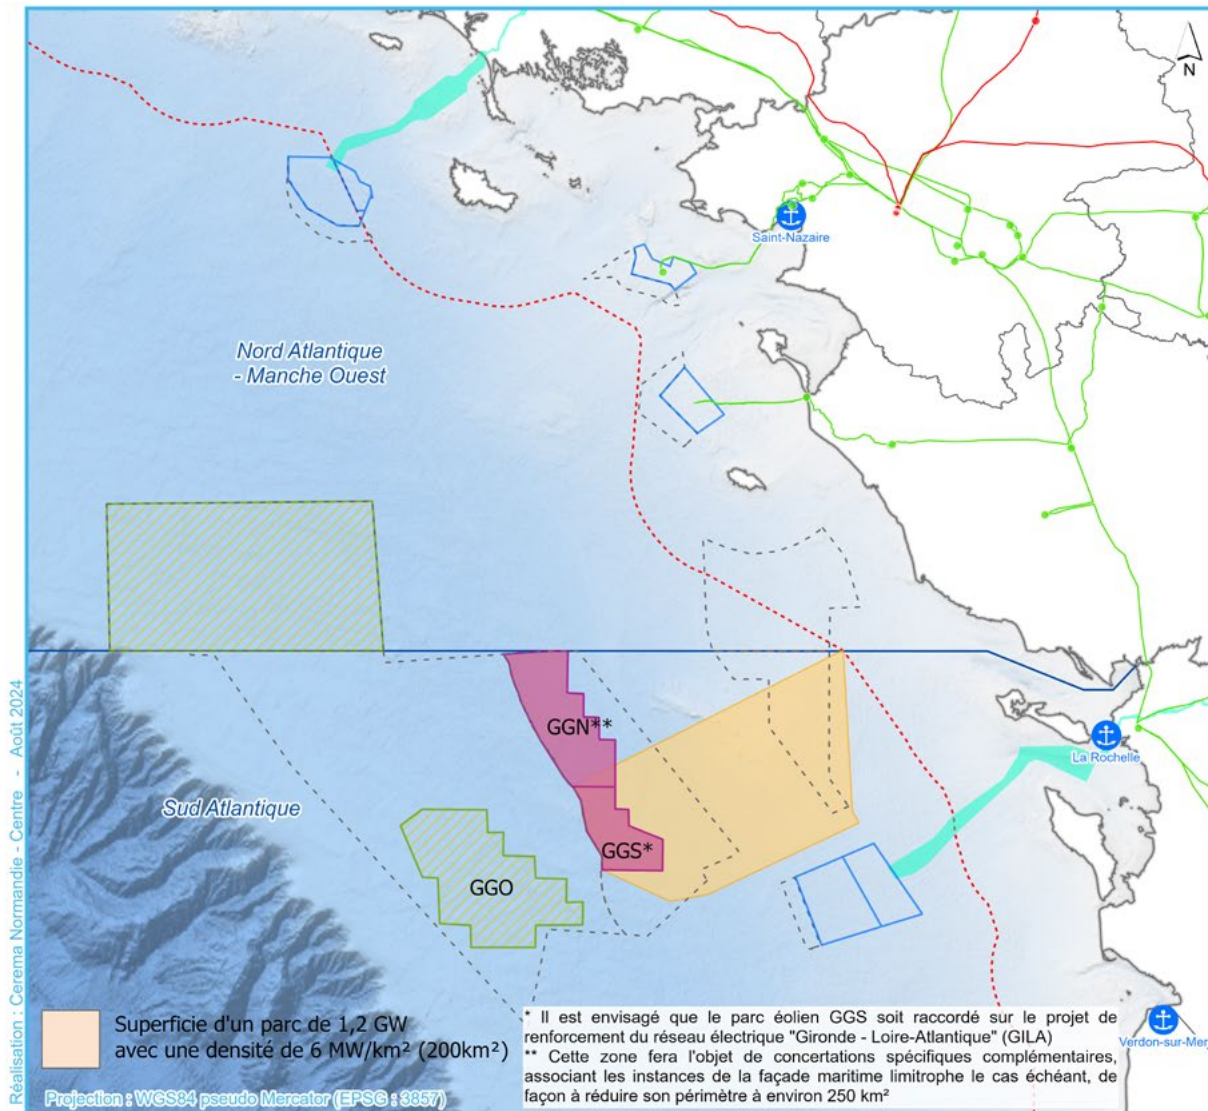 N
Saint-Nazaire
Nord Atlantique
- Manche Ouest
GGN**
La Rochelle
Sud Atlantique
GGS*
GGO
Réalisation : Cerema Normandie - Centre - Août 2024
Superficie d'un parc de 1,2 GW
avec une densité de 6 MW/km² (200km²)
* Il est envisagé que le parc éolien GGS soit raccordé sur le projet de
renforcement du réseau électrique "Gironde - Loire-Atlantique" (GILA)
** Cette zone fera l'objet de concertations spécifiques complémentaires,
associant les instances de la façade maritime limitrophe le cas échéant, de
façon à réduire son périmètre à environ 250 km²
Verdon-sur-Mer
Projection : WGS84 pseudo Mercator (EPSG : 3857)